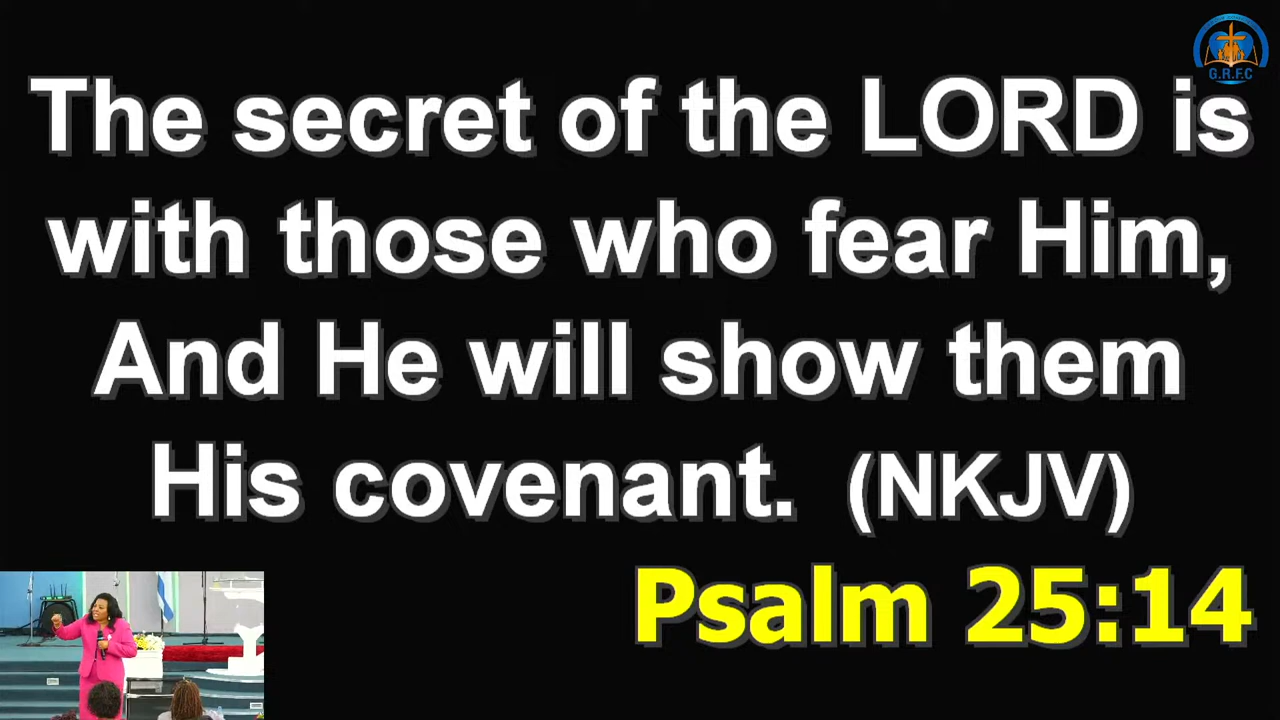 G.R.F.C
The secret of the LORD is
with those who fear Him,
And He will show them
His covenant. (NKJV)
Psalm 25:14